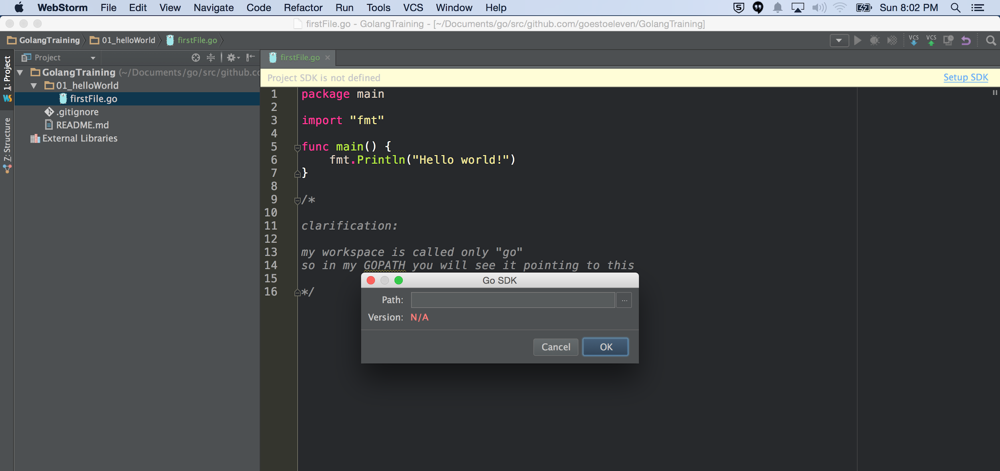 WebStorm File Edit View Navigate Code Refactor Run Tools VCS Window Help Sun 8:02 PM
firstFile.go - GolangTraining - [~/Documents/go/src/github.com/goestoeleven/GolangTraining]
GolangTraining 01_helloWorld firstFile.go VCS VCS
1: Project
7: Structure
Project
GolangTraining (~/Documents/go/src/github.co
01_helloWorld
firstFile.go
.gitignore
README.md
External Libraries
firstFile.go
Project SDK is not defined Setup SDK
1 package main
2
3 import "fmt"
4
5 func main() {
6 fmt.Println("Hello world!")
7 }
8
9 /*
10
11 clarification:
12
13 my workspace is called only "go"
14 so in my GOPATH you will see it pointing to this
15
16 */
Go SDK
Path: ...
Version: N/A
Cancel OK